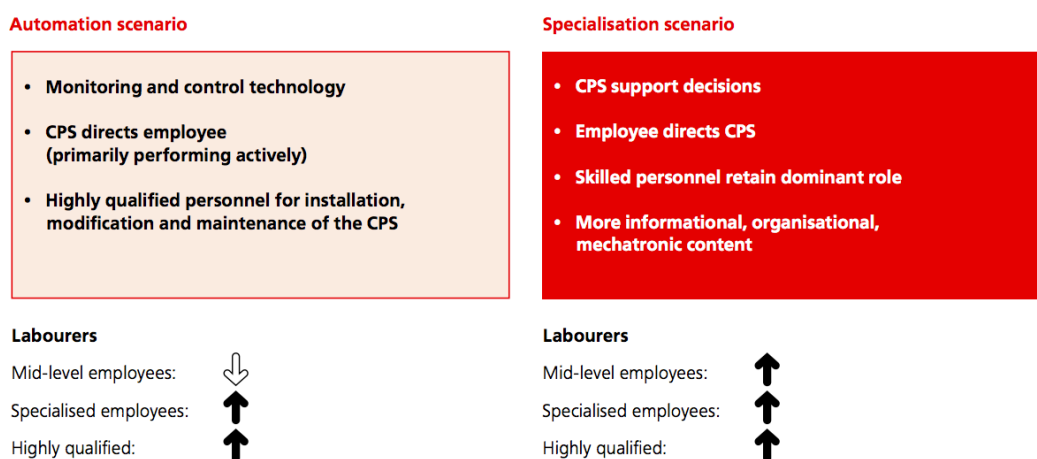 Automation scenario
• Monitoring and control technology
• CPS directs employee
(primarily performing actively)
• Highly qualified personnel for installation,
modification and maintenance of the CPS
Labourers
Mid-level employees:
Specialised employees:
Highly qualified:
Specialisation scenario
• CPS support decisions
• Employee directs CPS
• Skilled personnel retain dominant role
• More informational, organisational,
mechatronic content
Labourers
Mid-level employees:
Specialised employees:
Highly qualified: